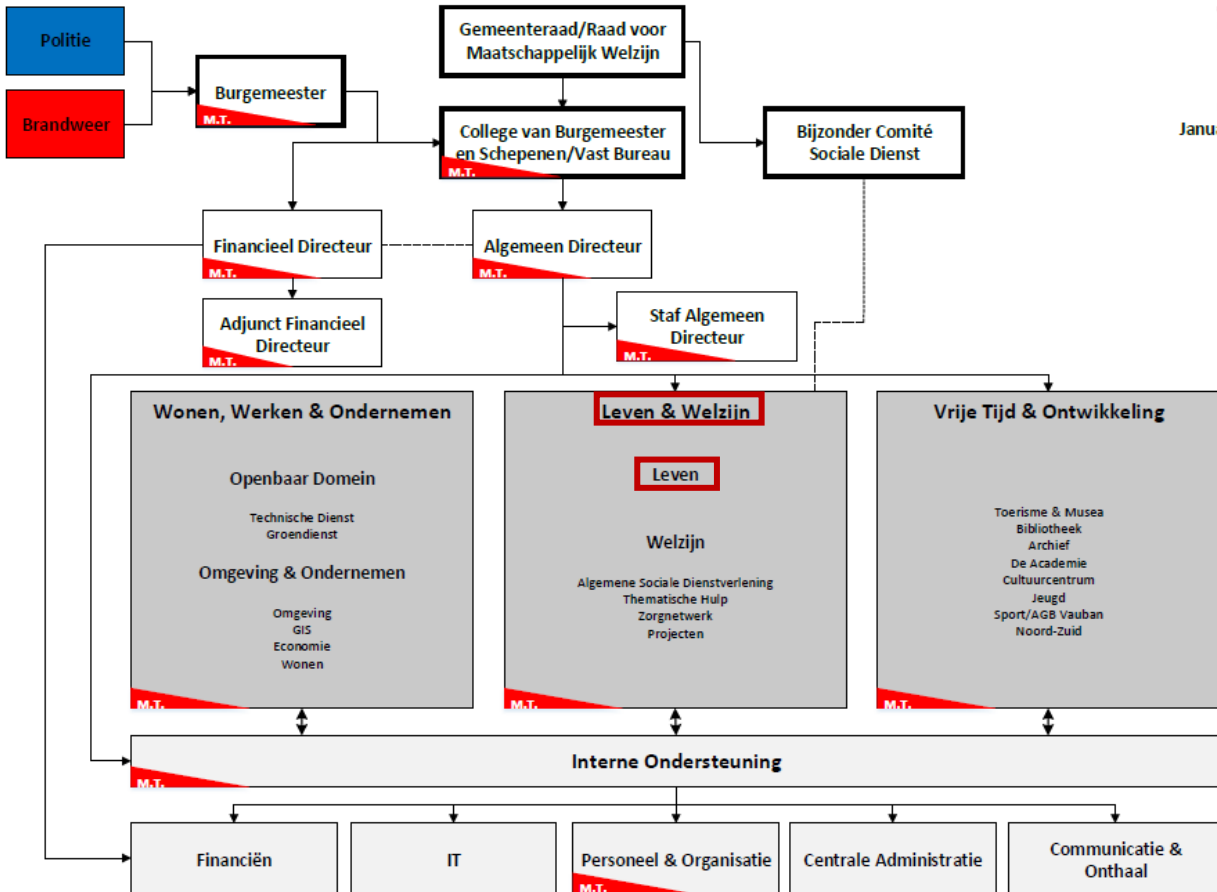 Politie
Brandweer
Burgemeester
M.T.
Gemeenteraad/Raad voor
Maatschappelijk Welzijn
College van Burgemeester
en Schepenen/Vast Bureau
M.T.
Bijzonder Comité
Sociale Dienst
Financieel Directeur
M.T.
Algemeen Directeur
M.T.
Adjunct Financieel
Directeur
M.T.
Staf Algemeen
Directeur
M.T.
Wonen, Werken & Ondernemen
Openbaar Domein
Technische Dienst
Groendienst
Omgeving & Ondernemen
Omgeving
GIS
Economie
Wonen
M.T.
Leven & Welzijn
Leven
Welzijn
Algemene Sociale Dienstverlening
Thematische Hulp
Zorgnetwerk
Projecten
M.T.
Vrije Tijd & Ontwikkeling
Toerisme & Musea
Bibliotheek
Archief
De Academie
Cultuurcentrum
Jeugd
Sport/AGB Vauban
Noord-Zuid
M.T.
Interne Ondersteuning
M.T.
Financiën
IT
Personeel & Organisatie
M.T.
Centrale Administratie
Communicatie &
Onthaal